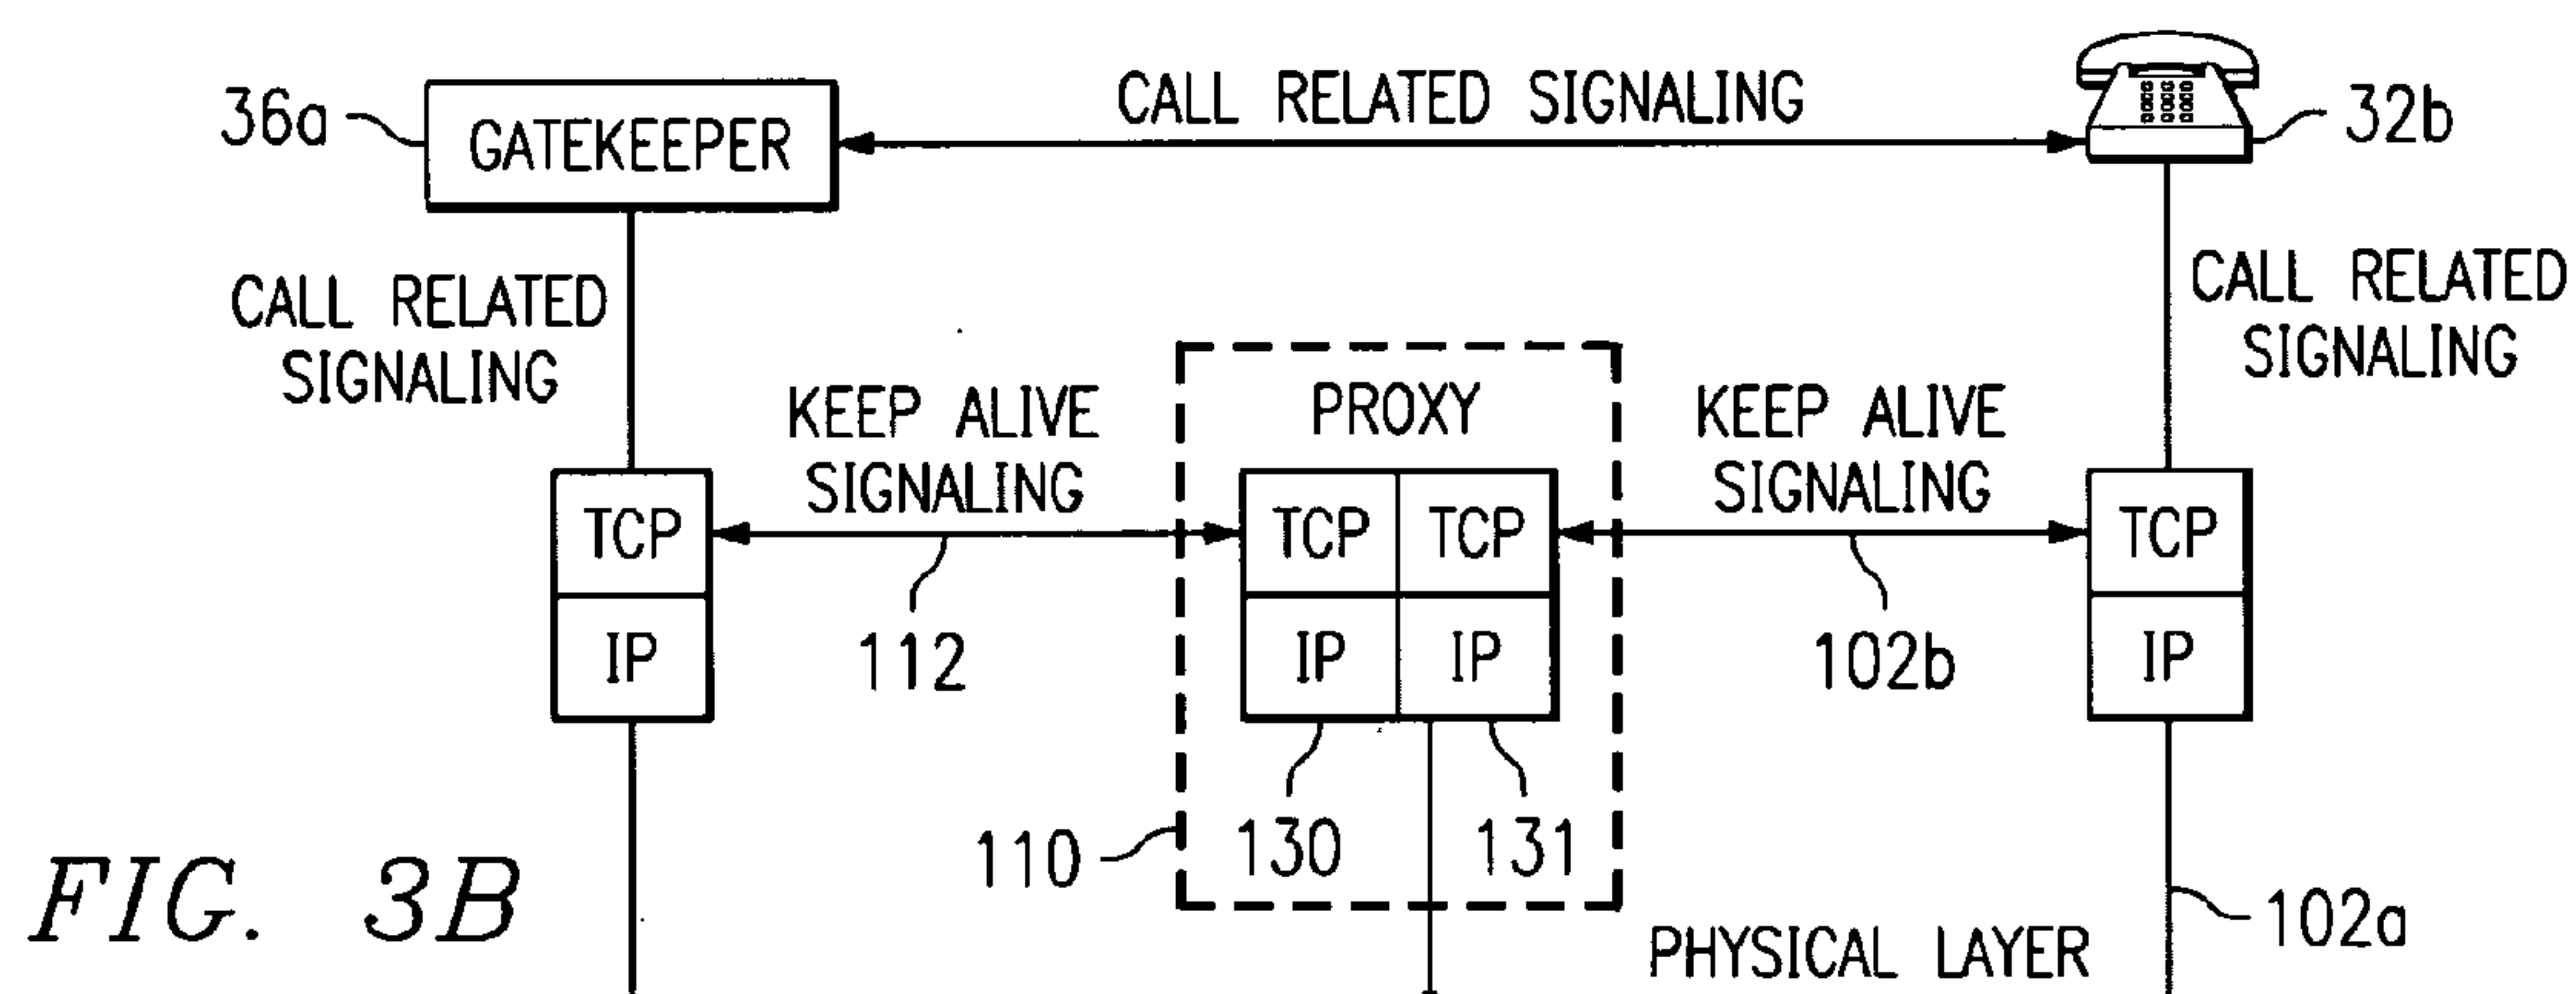 CALL RELATED SIGNALING
36a
GATEKEEPER
32b
CALL RELATED
SIGNALING
CALL RELATED
SIGNALING
KEEP ALIVE
SIGNALING
PROXY
KEEP ALIVE
SIGNALING
TCP
TCP
TCP
TCP
IP
IP
IP
IP
112
102b
110
130
131
FIG. 3B
102a
PHYSICAL LAYER